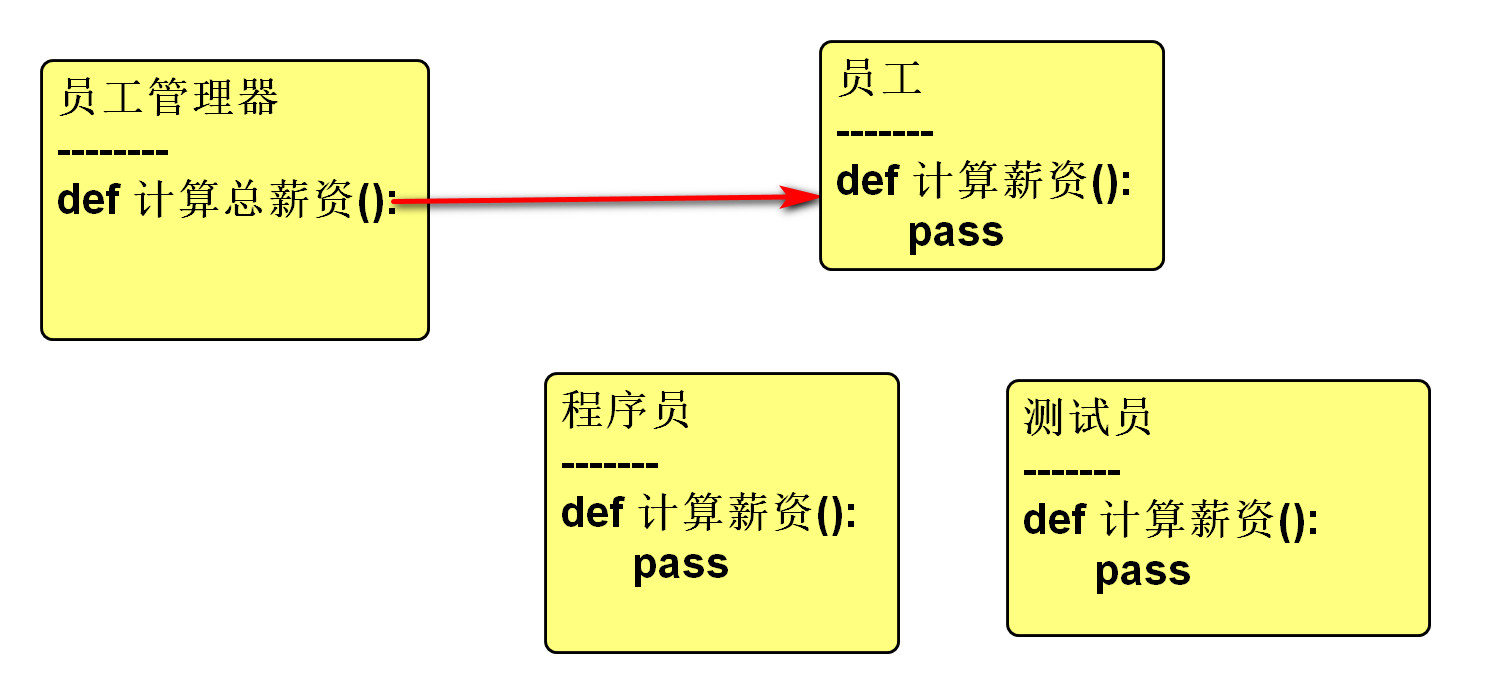 员工管理器
--------
def 计算总薪资():
员工
-------
def 计算薪资():
pass
程序员
-------
def 计算薪资():
pass
测试员
-------
def 计算薪资():
pass